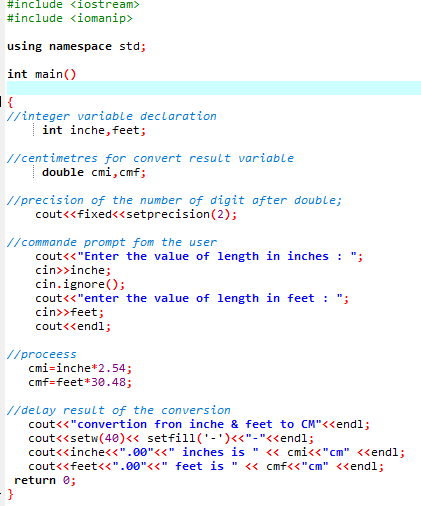 #include <iostream>
#include <iomanip>
using namespace std;
int main()
{
//integer variable declaration
int inche,feet;
//centimetres for convert result variable
double cmi,cmf;
//precision of the number of digit after double;
cout<<fixed<<setprecision(2);
//commande prompt fom the user
cout<<"Enter the value of length in inches : ";
cin>>inche;
cin.ignore();
cout<<"enter the value of length in feet : ";
cin>>feet;
cout<<endl;
//proceess
cmi=inche*2.54;
cmf=feet*30.48;
//delay result of the conversion
cout<<"convertion fron inche & feet to CM"<<endl;
cout<<setw(40)<< setfill('-')<<"-"<<endl;
cout<<inche<<".00"<<" inches is " << cmi<<"cm" <<endl;
cout<<feet<<".00"<<" feet is " << cmf<<"cm" <<endl;
return 0;
}